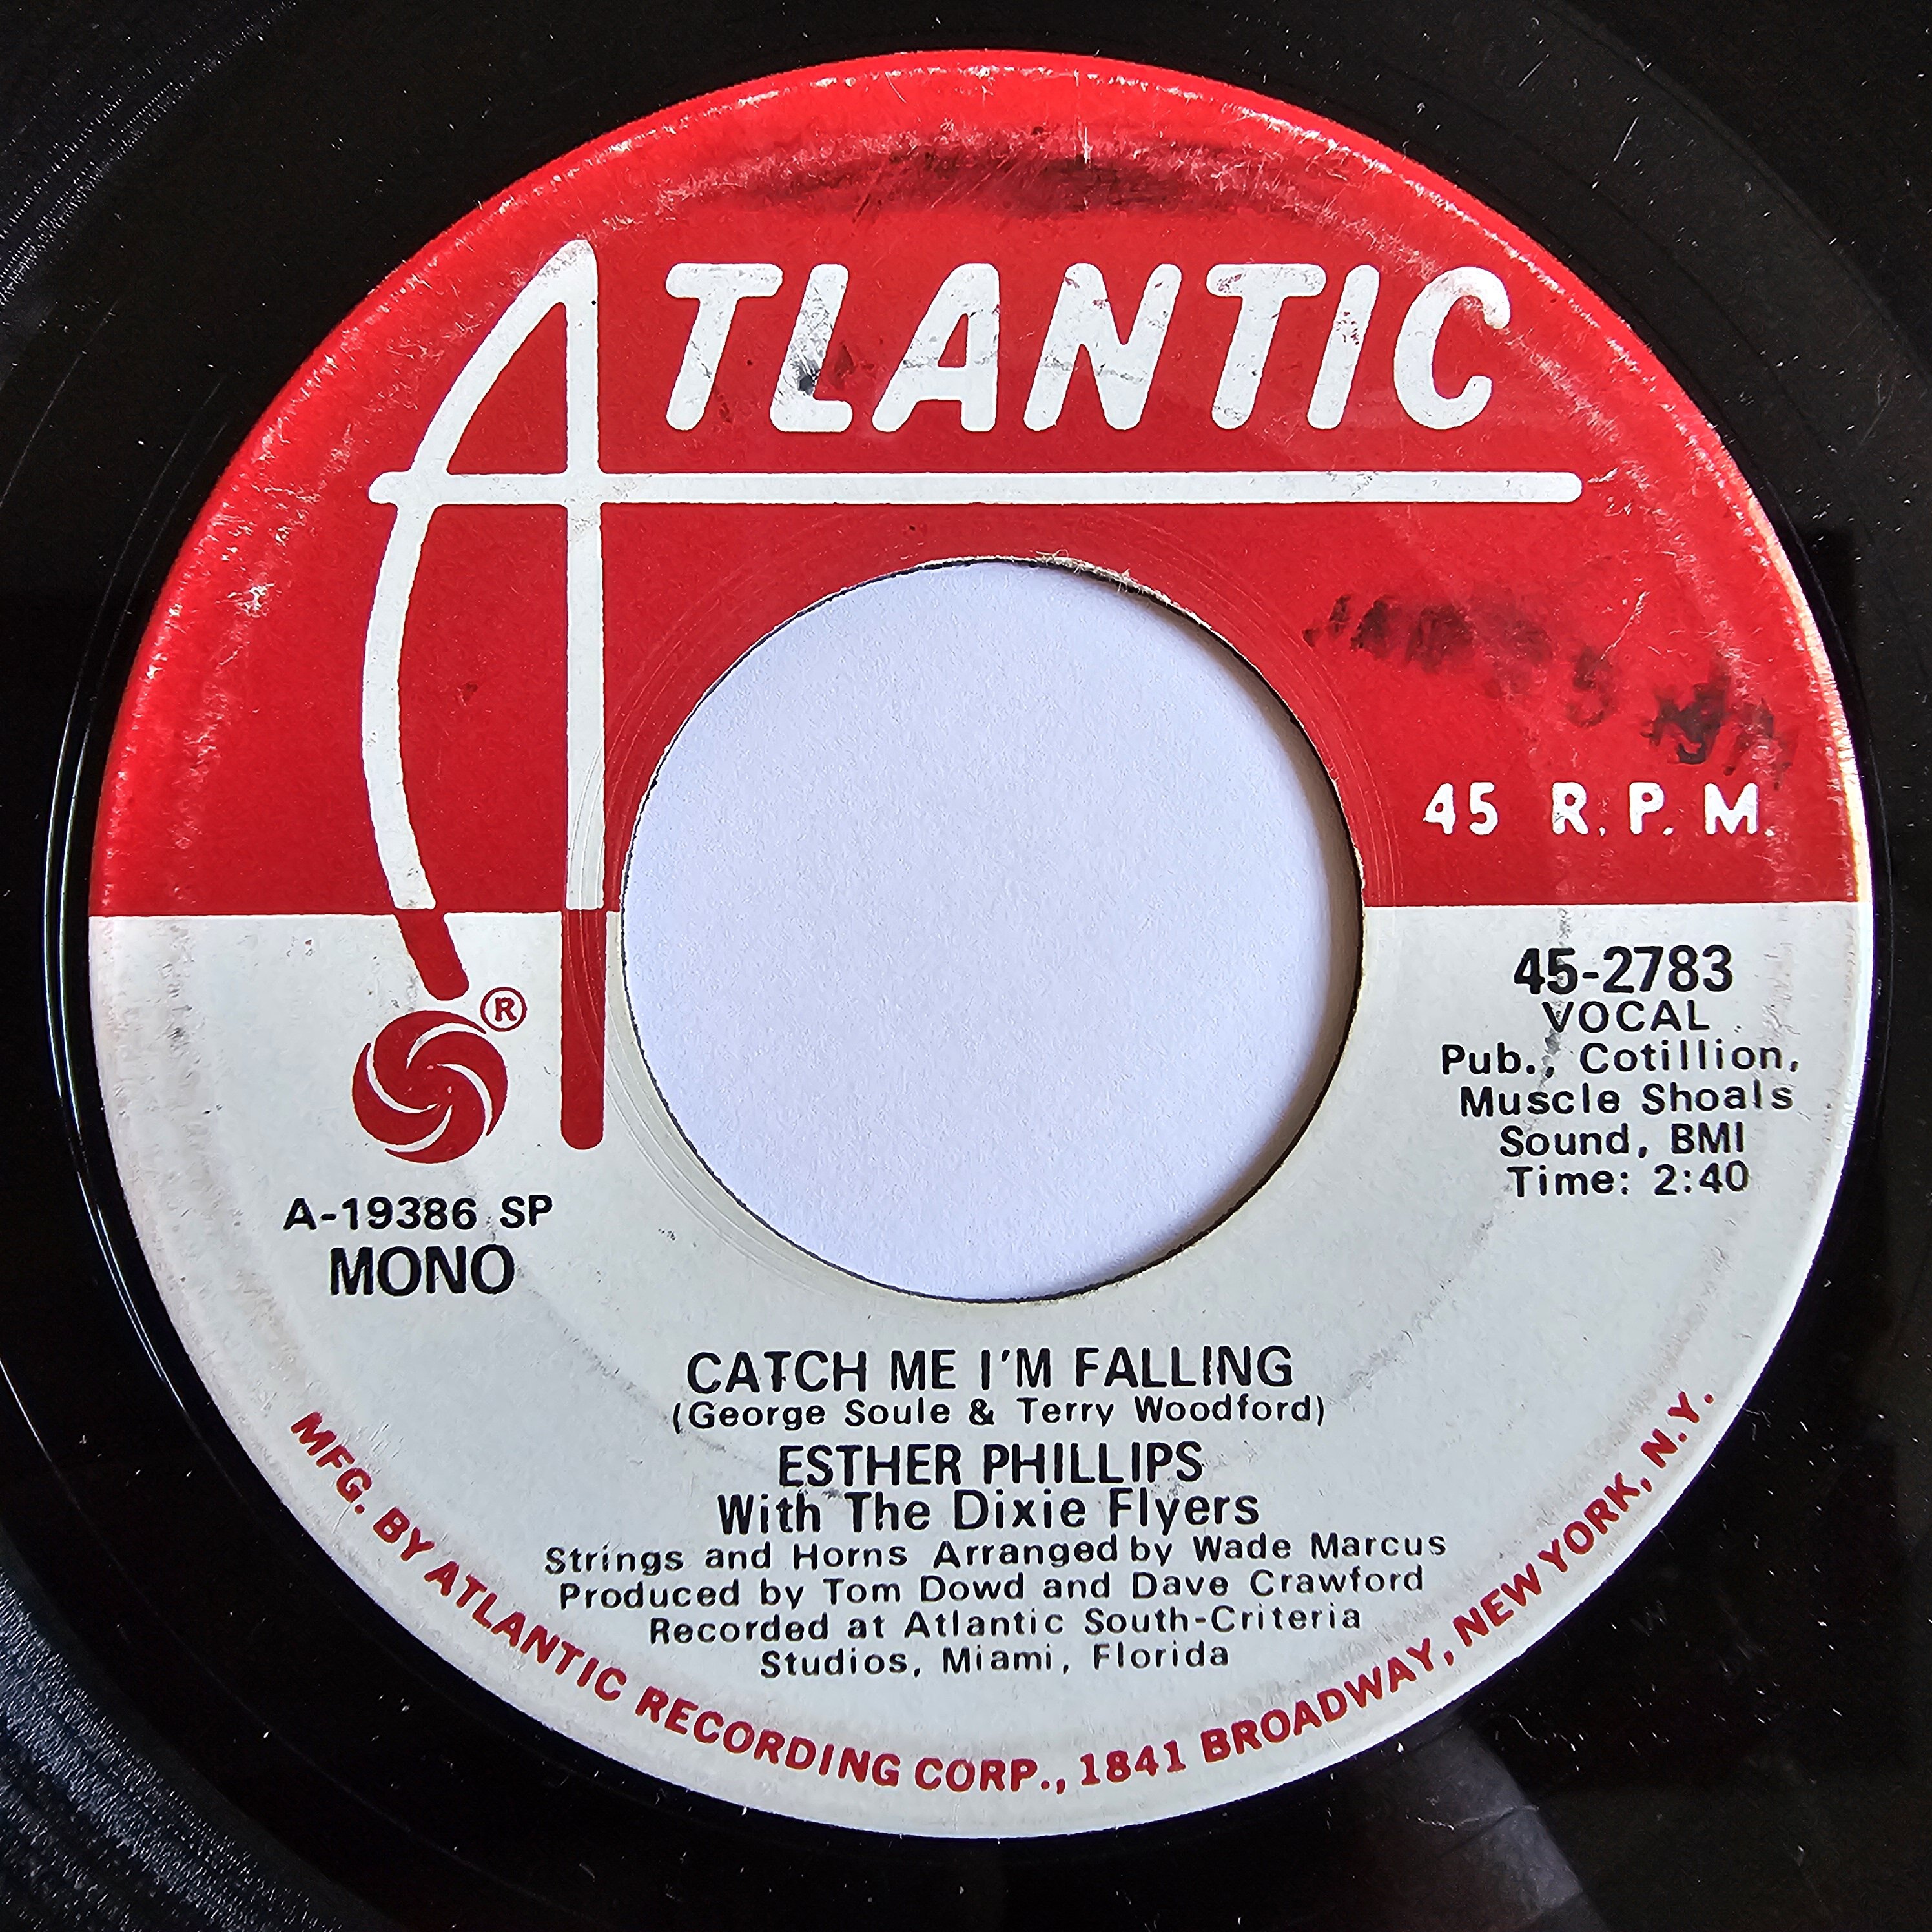 ATLANTIC
45 R.P.M.
®
45-2783
VOCAL
Pub., Cotillion,
Muscle Shoals
Sound, BMI
Time: 2:40
A-19386 SP
MONO
CATCH ME I'M FALLING
(George Soule & Terry Woodford)
ESTHER PHILLIPS
With The Dixie Flyers
Strings and Horns Arranged by Wade Marcus
Produced by Tom Dowd and Dave Crawford
Recorded at Atlantic South-Criteria
Studios, Miami, Florida
MFG. BY ATLANTIC RECORDING CORP., 1841 BROADWAY, NEW YORK, N.Y.